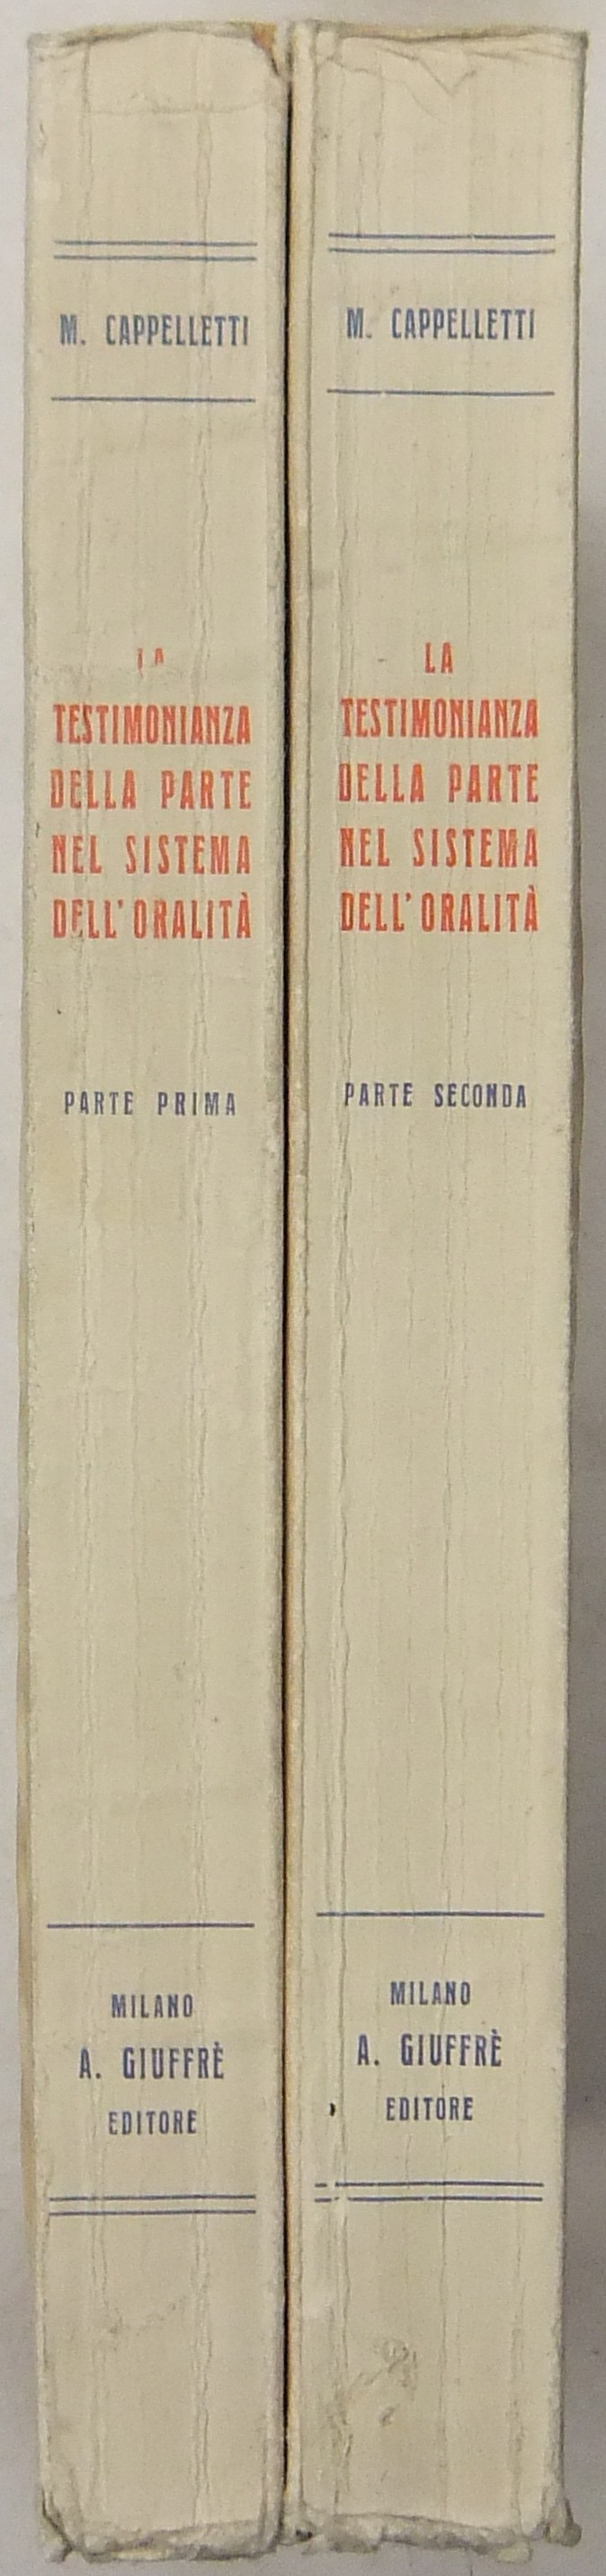 M. CAPPELLETTI
LA
TESTIMONIANZA
DELLA PARTE
NEL SISTEMA
DELL'ORALITÀ
PARTE PRIMA
MILANO
A. GIUFFRÈ
EDITORE
M. CAPPELLETTI
LA
TESTIMONIANZA
DELLA PARTE
NEL SISTEMA
DELL'ORALITÀ
PARTE SECONDA
MILANO
A. GIUFFRÈ
EDITORE